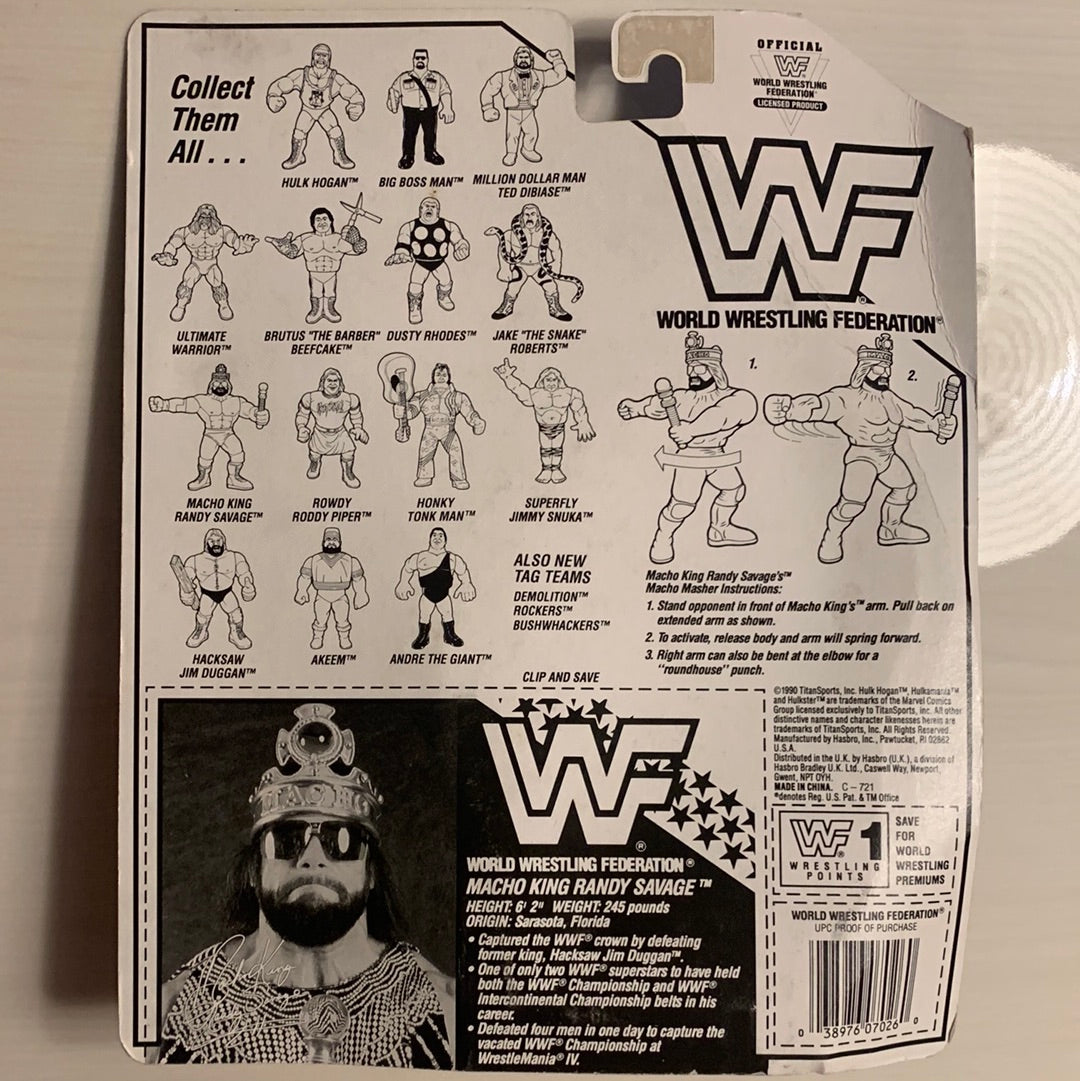 Collect
Them
All . . .
HULK HOGAN™
BIG BOSS MAN™
MILLION DOLLAR MAN
TED DIBIASE™
ULTIMATE
WARRIOR™
BRUTUS "THE BARBER"
BEEFCAKE™
DUSTY RHODES™
JAKE "THE SNAKE"
ROBERTS™
MACHO KING
RANDY SAVAGE™
ROWDY
RODDY PIPER™
HONKY
TONK MAN™
SUPERFLY
JIMMY SNUKA™
HACKSAW
JIM DUGGAN™
AKEEM™
ANDRE THE GIANT™
ALSO NEW
TAG TEAMS
DEMOLITION™
ROCKERS™
BUSHWHACKERS™
CLIP AND SAVE
OFFICIAL
WF
WORLD WRESTLING
FEDERATION®
LICENSED PRODUCT
WF®
WORLD WRESTLING FEDERATION®
1.
2.
Macho King Randy Savage's™
Macho Masher Instructions:
1. Stand opponent in front of Macho King's™ arm. Pull back on
extended arm as shown.
2. To activate, release body and arm will spring forward.
3. Right arm can also be bent at the elbow for a
"roundhouse" punch.
©1990 TitanSports, Inc. Hulk Hogan™, Hulkamania™
and Hulkster™ are trademarks of the Marvel Comics
Group licensed exclusively to TitanSports, Inc. All other
distinctive names and character likenesses herein are
trademarks of TitanSports, Inc. All Rights Reserved.
Manufactured by Hasbro, Inc., Pawtucket, RI 02862
U.S.A.
Distributed in the U.K. by Hasbro (U.K.), a division of
Hasbro Bradley U.K. Ltd., Caswell Way, Newport,
Gwent, NPT OYH.
MADE IN CHINA. C-721
*denotes Reg. U.S. Pat. & TM Office
MACHO
WF®
WORLD WRESTLING FEDERATION®
MACHO KING RANDY SAVAGE™
HEIGHT: 6' 2" WEIGHT: 245 pounds
ORIGIN: Sarasota, Florida
• Captured the WWF® crown by defeating
former king, Hacksaw Jim Duggan™.
• One of only two WWF® superstars to have held
both the WWF® Championship and WWF®
Intercontinental Championship belts in his
career.
• Defeated four men in one day to capture the
vacated WWF® Championship at
WrestleMania® IV.
WF® 1
WRESTLING
POINTS
SAVE
FOR
WORLD
WRESTLING
PREMIUMS
WORLD WRESTLING FEDERATION®
UPC PROOF OF PURCHASE
0 38976 07026 0